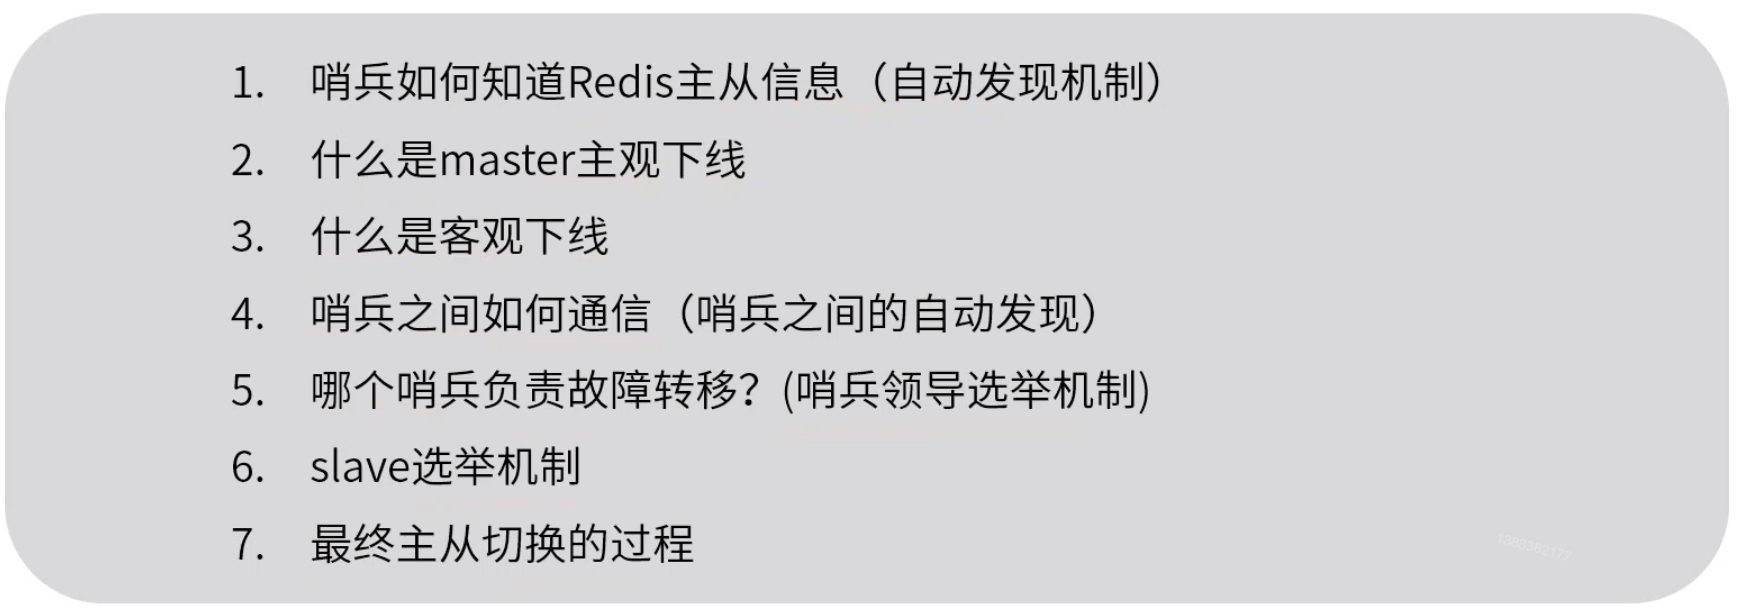 1. 哨兵如何知道Redis主从信息（自动发现机制）
2. 什么是master主观下线
3. 什么是客观下线
4. 哨兵之间如何通信（哨兵之间的自动发现）
5. 哪个哨兵负责故障转移？(哨兵领导选举机制)
6. slave选举机制
7. 最终主从切换的过程